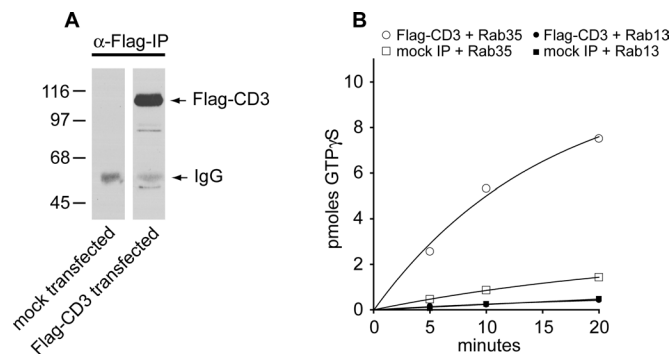 A
α-Flag-IP
116
97
68
45
Flag-CD3
IgG
mock transfected
Flag-CD3 transfected
B
Flag-CD3 + Rab35
Flag-CD3 + Rab13
mock IP + Rab35
mock IP + Rab13
pmoles GTPγS
10
8
6
4
2
0
0
5
10
15
20
minutes